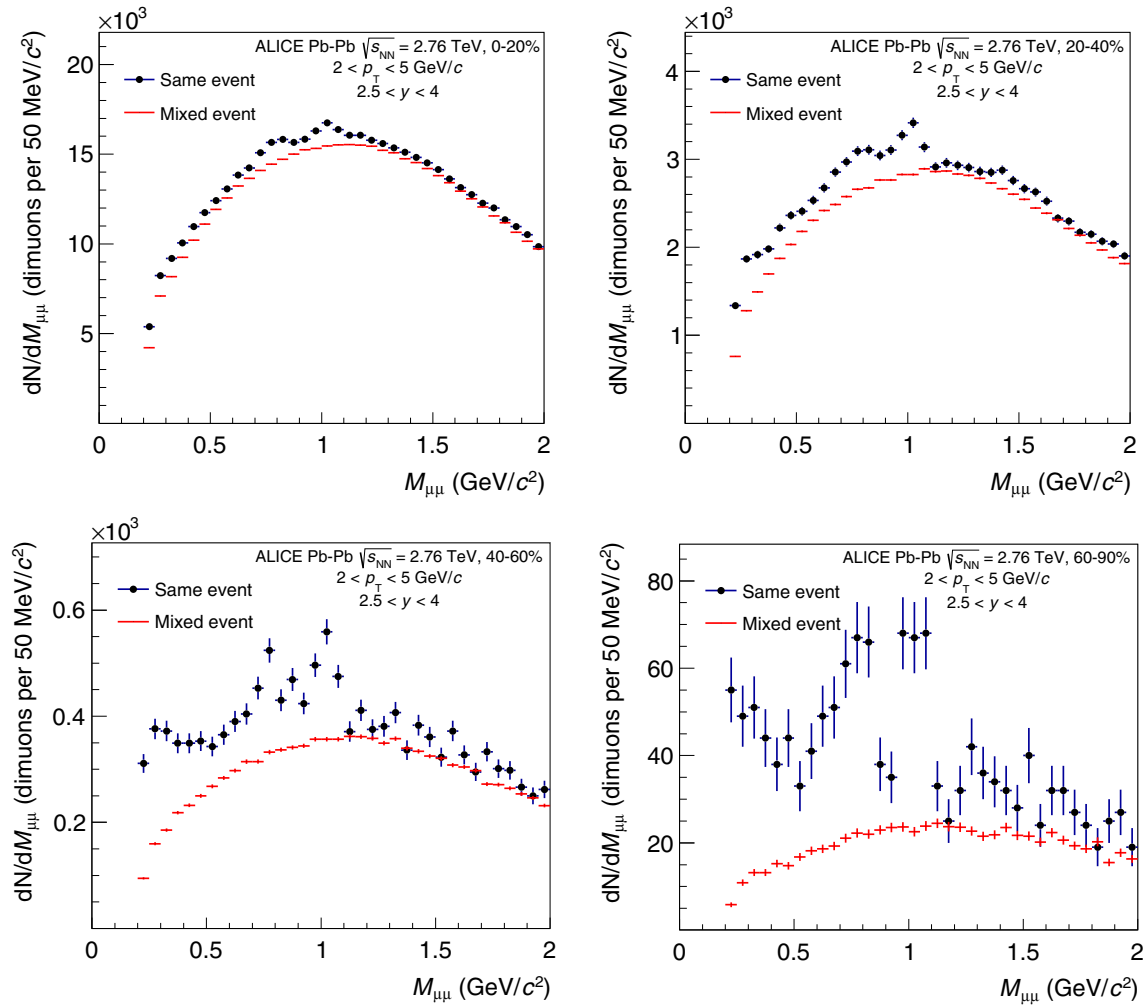 ×10³
ALICE Pb-Pb √s_NN = 2.76 TeV, 0-20%
2 < p_T < 5 GeV/c
2.5 < y < 4
Same event
Mixed event
20
15
10
5
dN/dM_μμ (dimuons per 50 MeV/c²)
0 0.5 1 1.5 2
M_μμ (GeV/c²)
×10³
ALICE Pb-Pb √s_NN = 2.76 TeV, 20-40%
2 < p_T < 5 GeV/c
2.5 < y < 4
Same event
Mixed event
4
3
2
1
dN/dM_μμ (dimuons per 50 MeV/c²)
0 0.5 1 1.5 2
M_μμ (GeV/c²)
×10³
ALICE Pb-Pb √s_NN = 2.76 TeV, 40-60%
2 < p_T < 5 GeV/c
2.5 < y < 4
Same event
Mixed event
0.6
0.4
0.2
dN/dM_μμ (dimuons per 50 MeV/c²)
0 0.5 1 1.5 2
M_μμ (GeV/c²)
ALICE Pb-Pb √s_NN = 2.76 TeV, 60-90%
2 < p_T < 5 GeV/c
2.5 < y < 4
Same event
Mixed event
80
60
40
20
dN/dM_μμ (dimuons per 50 MeV/c²)
0 0.5 1 1.5 2
M_μμ (GeV/c²)